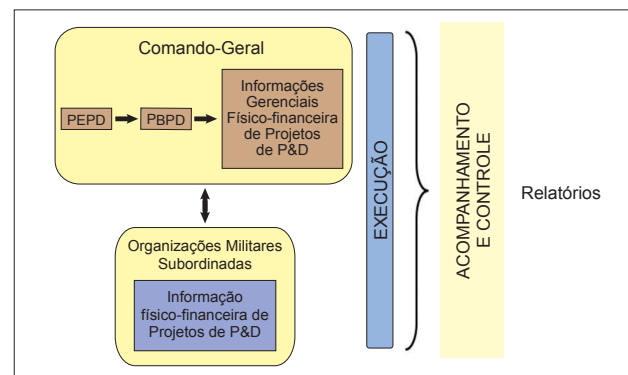 Comando-Geral
PEPD
PBPD
Informações
Gerenciais
Físico-financeira
de Projetos
de P&D
Organizações Militares
Subordinadas
Informação
físico-financeira de
Projetos de P&D
EXECUÇÃO
ACOMPANHAMENTO
E CONTROLE
Relatórios